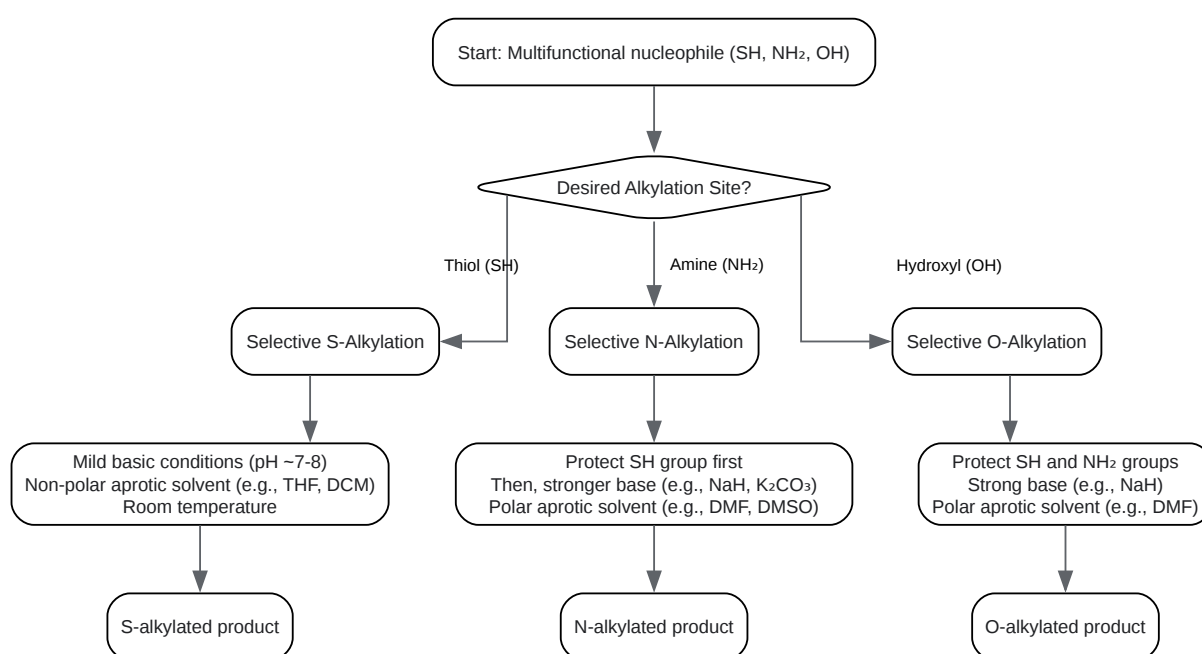 Start: Multifunctional nucleophile (SH, NH₂, OH)
Desired Alkylation Site?
Thiol (SH)
Amine (NH₂)
Hydroxyl (OH)
Selective S-Alkylation
Selective N-Alkylation
Selective O-Alkylation
Mild basic conditions (pH ~7-8)
Non-polar aprotic solvent (e.g., THF, DCM)
Room temperature
Protect SH group first
Then, stronger base (e.g., NaH, K₂CO₃)
Polar aprotic solvent (e.g., DMF, DMSO)
Protect SH and NH₂ groups
Strong base (e.g., NaH)
Polar aprotic solvent (e.g., DMF)
S-alkylated product
N-alkylated product
O-alkylated product